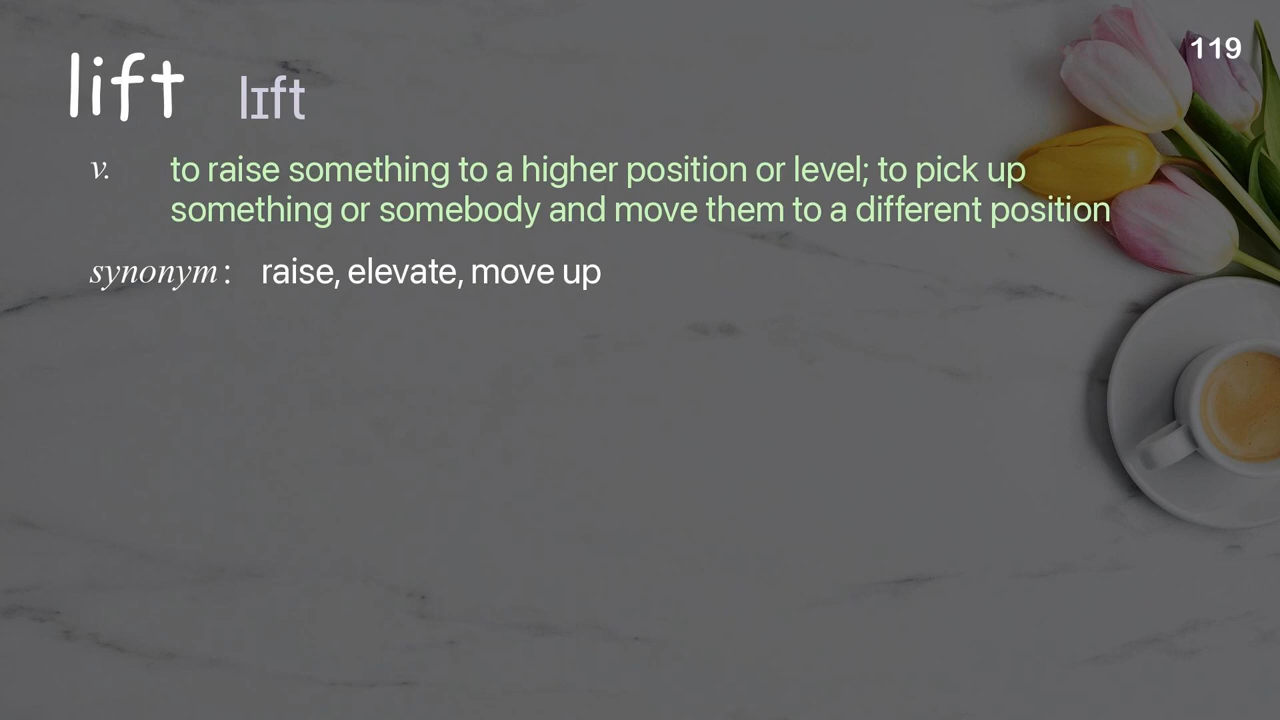 119
lift lɪft
v. to raise something to a higher position or level; to pick up
something or somebody and move them to a different position
synonym : raise, elevate, move up